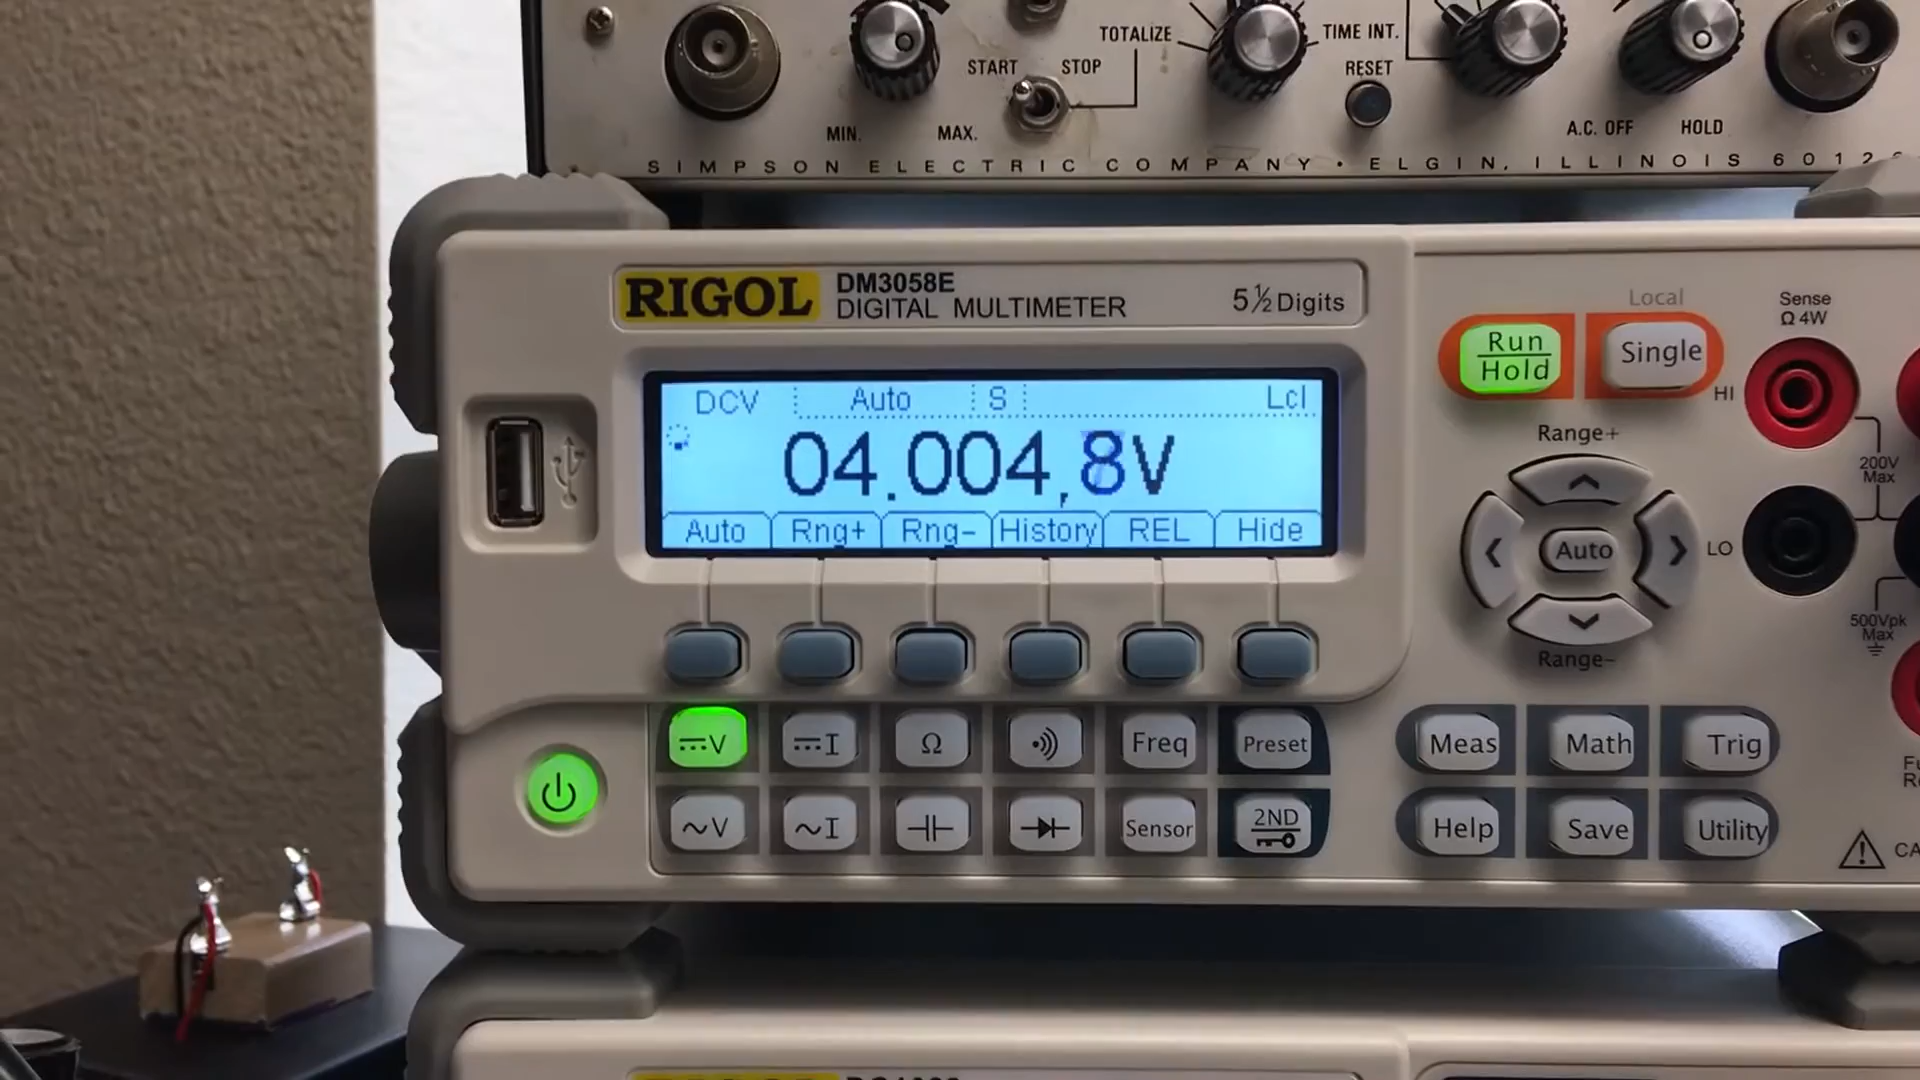 TOTALIZE
TIME INT.
START STOP
RESET
MIN. MAX.
A.C. OFF HOLD
SIMPSON ELECTRIC COMPANY • ELGIN, ILLINOIS 6012
RIGOL
DM3058E
DIGITAL MULTIMETER
5½ Digits
DCV Auto S Lcl
04.004,8V
Auto Rng+ Rng- History REL Hide
Run
Hold
Local
Single
Sense
Ω 4W
HI
Range+
200V
Max
Auto
LO
Range-
500Vpk
Max
V I Ω Freq Preset
~V ~I Sensor 2ND
Meas Math Trig
Help Save Utility